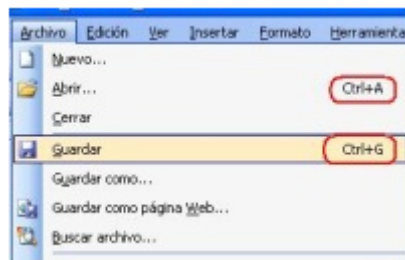 Archivo Edición Ver Insertar Formato Herramienta
Nuevo...
Abrir... Ctrl+A
Cerrar
Guardar Ctrl+G
Guardar como...
Guardar como página Web...
Buscar archivo...